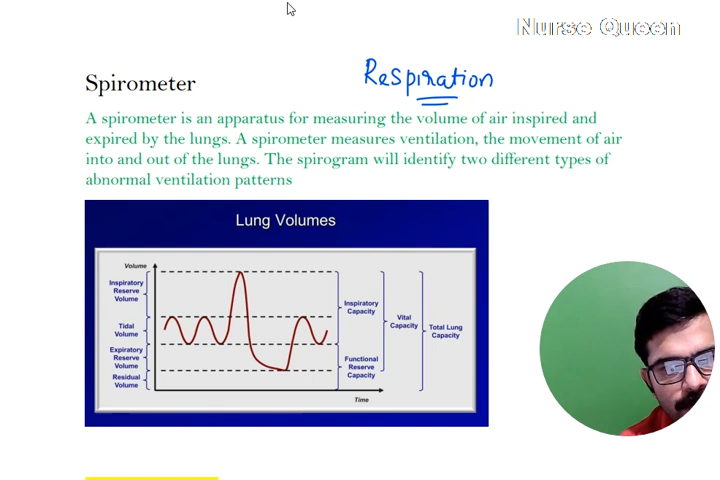 Nurse Queen
Spirometer
Respiration
A spirometer is an apparatus for measuring the volume of air inspired and
expired by the lungs. A spirometer measures ventilation, the movement of air
into and out of the lungs. The spirogram will identify two different types of
abnormal ventilation patterns
Lung Volumes
Volume
Inspiratory
Reserve
Volume
Tidal
Volume
Expiratory
Reserve
Volume
Residual
Volume
Inspiratory
Capacity
Functional
Reserve
Capacity
Vital
Capacity
Total Lung
Capacity
Time